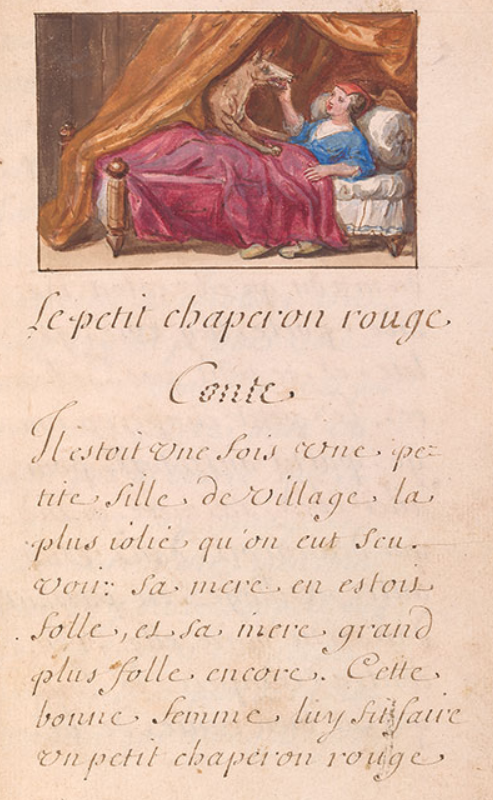 Le petit chaperon rouge
Conte
Il estoit vne fois vne pe=
tite fille de village la
plus iolie qu'on eut sceu
voir: sa mere en estoit
folle, et sa mere grand
plus folle encore. Cette
bonne femme luy fit faire
vn petit chaperon rouge